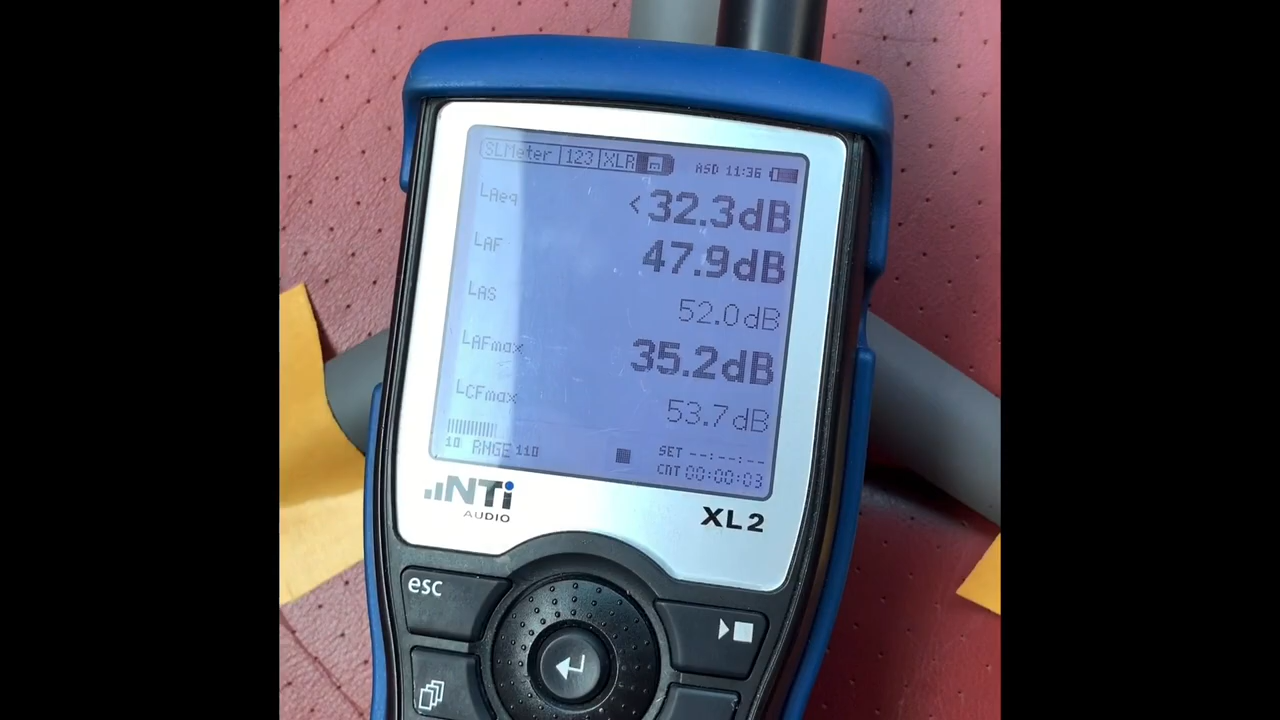 SLMeter 123 XLR ASD 11:36
LAeq <32.3dB
LAF 47.9dB
LAS 52.0dB
LAFmax 35.2dB
LCFmax 53.7dB
10 RNGE 110 SET --:--:--
CNT 00:00:03
NTi
AUDIO
XL2
esc